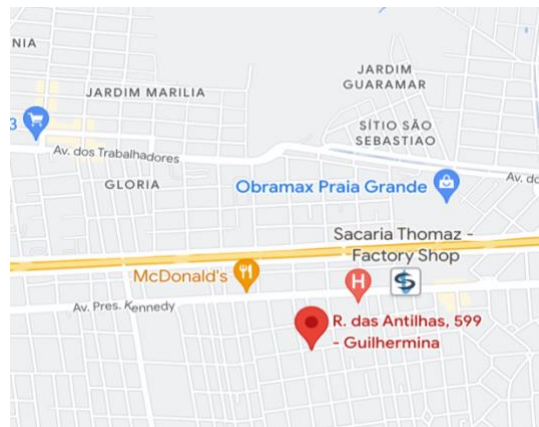 NIA
JARDIM
GUARAMAR
JARDIM MARILIA
3
SÍTIO SÃO
SEBASTIAO
Av. dos Trabalhadores
Av. do
GLORIA
Obramax Praia Grande
Sacaria Thomaz -
Factory Shop
McDonald's
H
S
Av. Pres. Kennedy
R. das Antilhas, 599
- Guilhermina